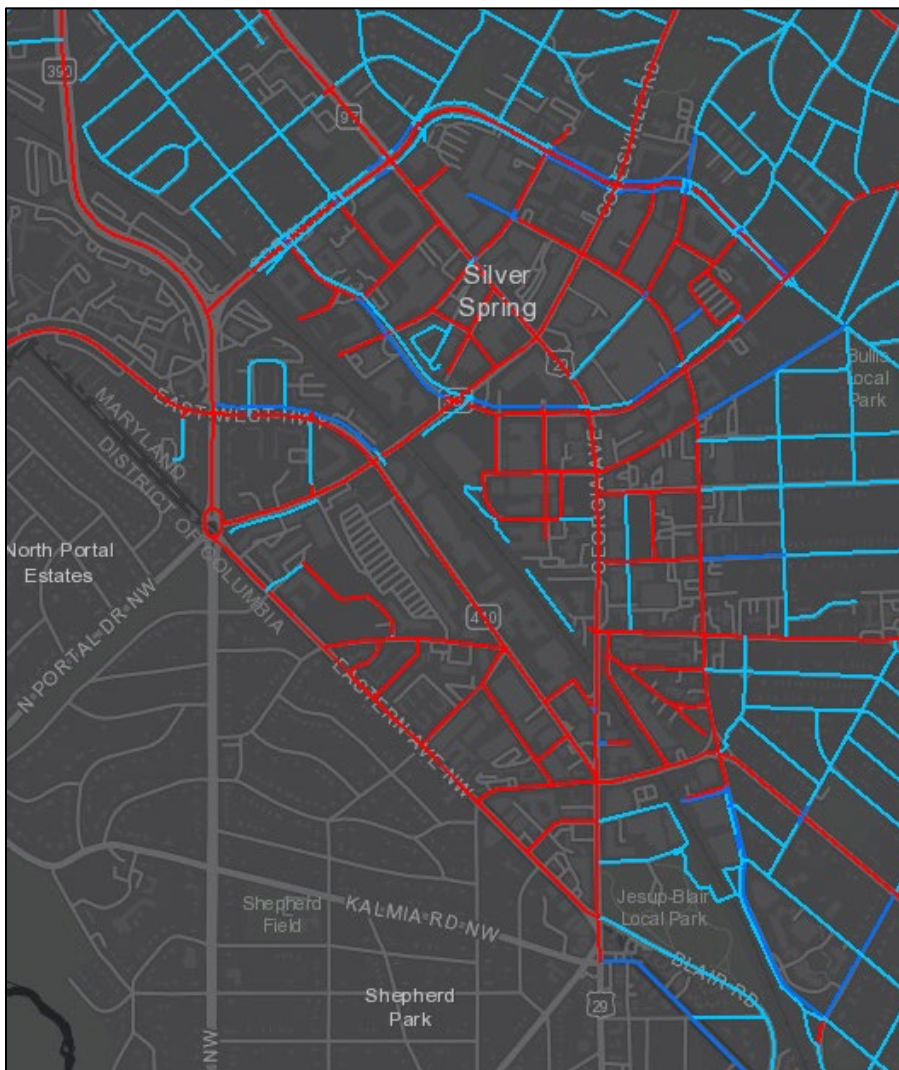 390
97
COLESVILLE RD
Silver
Spring
29
Bullis
Local
Park
MARYLAND
DISTRICT OF COLUMBIA
EAST WEST HWY
GEORGIA AVE
North Portal
Estates
N PORTAL DR NW
410
EASTERN AVE NW
Shepherd
Field
KALMIA RD NW
Jesup-Blair
Local Park
BLAIR RD
Shepherd
Park
29
NW